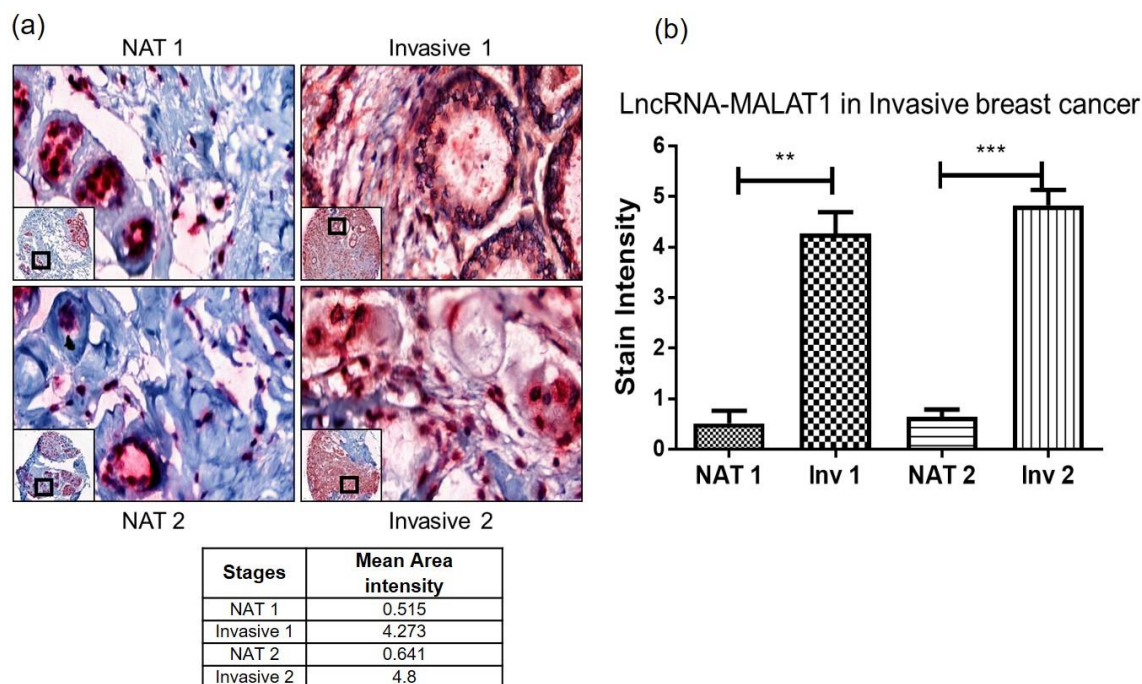 (a)
NAT 1
Invasive 1
NAT 2
Invasive 2
Stages
Mean Area
intensity
NAT 1
0.515
Invasive 1
4.273
NAT 2
0.641
Invasive 2
4.8
(b)
LncRNA-MALAT1 in Invasive breast cancer
Stain Intensity
6
5
4
3
2
1
0
**
***
NAT 1
Inv 1
NAT 2
Inv 2